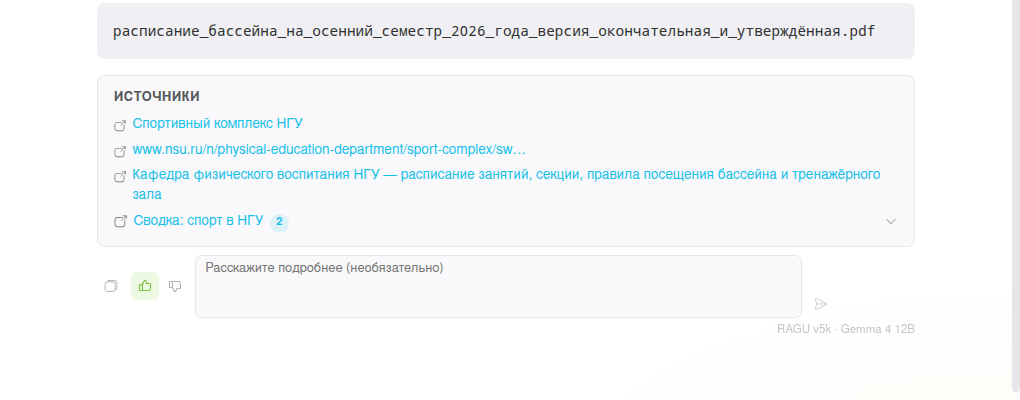 расписание_бассейна_на_осенний_семестр_2026_года_версия_окончательная_и_утверждённая.pdf
ИСТОЧНИКИ
Спортивный комплекс НГУ
www.nsu.ru/n/physical-education-department/sport-complex/sw…
Кафедра физического воспитания НГУ — расписание занятий, секции, правила посещения бассейна и тренажёрного
зала
Сводка: спорт в НГУ 2
Расскажите подробнее (необязательно)
RAGU v5k · Gemma 4 12B